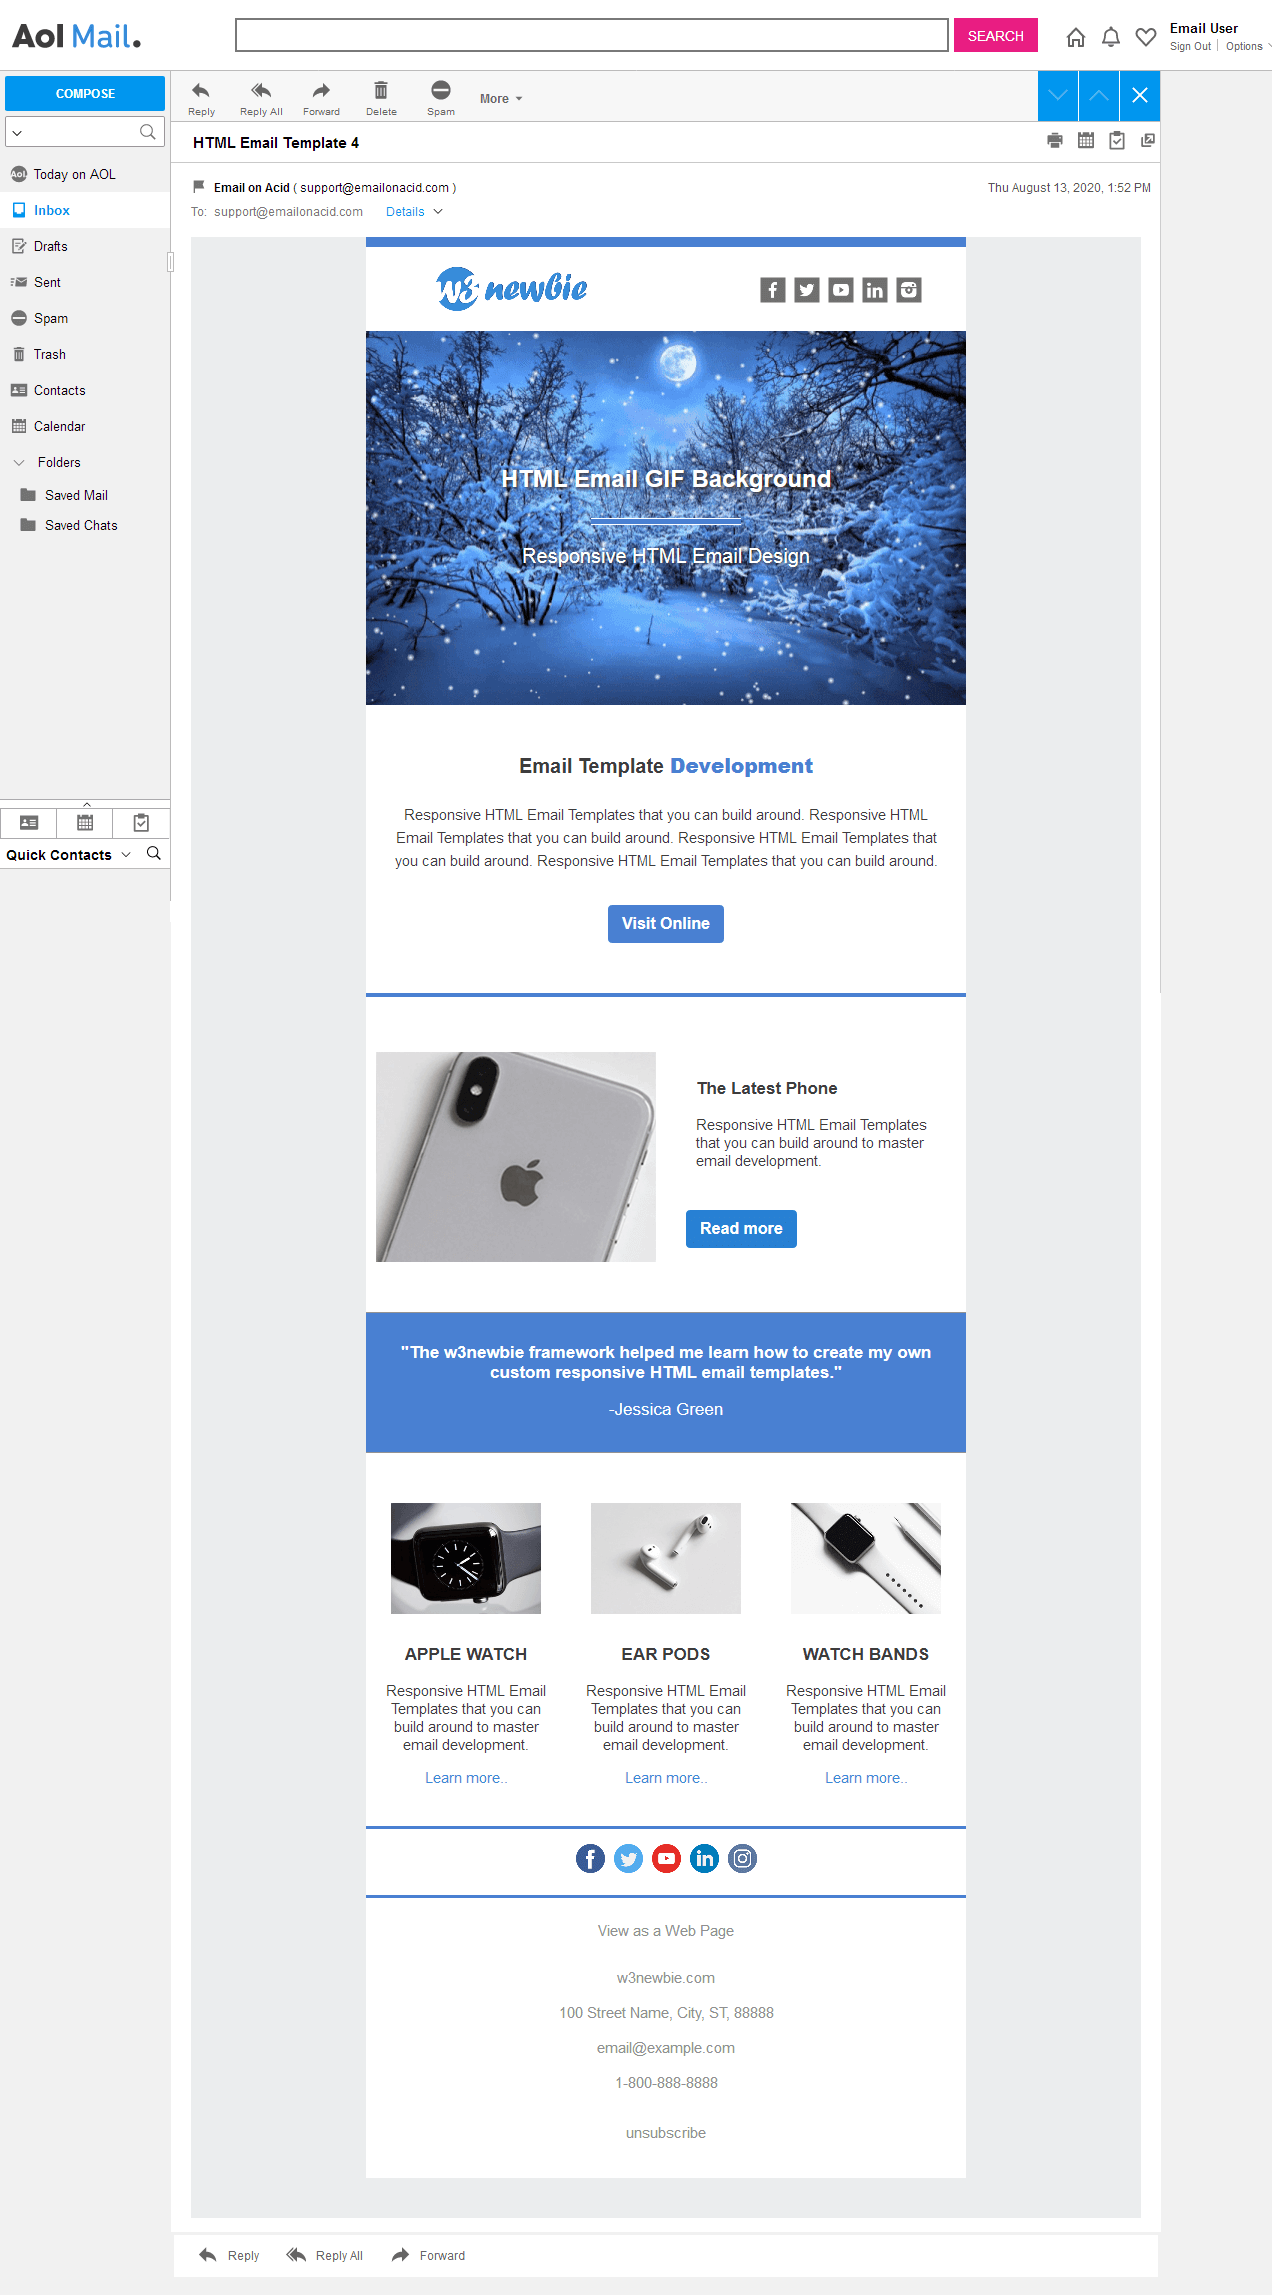 Aol Mail.
SEARCH
Email User
Sign Out
Options
COMPOSE
Reply
Reply All
Forward
Delete
Spam
More
HTML Email Template 4
Aol.
Today on AOL
Inbox
Drafts
Sent
Spam
Trash
Contacts
Calendar
Folders
Saved Mail
Saved Chats
Quick Contacts
Email on Acid ( support@emailonacid.com )
Thu August 13, 2020, 1:52 PM
To: support@emailonacid.com Details
w3 newbie
HTML Email GIF Background
Responsive HTML Email Design
Email Template Development
Responsive HTML Email Templates that you can build around. Responsive HTML
Email Templates that you can build around. Responsive HTML Email Templates that
you can build around. Responsive HTML Email Templates that you can build around.
Visit Online
The Latest Phone
Responsive HTML Email Templates
that you can build around to master
email development.
Read more
"The w3newbie framework helped me learn how to create my own
custom responsive HTML email templates."
-Jessica Green
APPLE WATCH
Responsive HTML Email
Templates that you can
build around to master
email development.
Learn more..
EAR PODS
Responsive HTML Email
Templates that you can
build around to master
email development.
Learn more..
WATCH BANDS
Responsive HTML Email
Templates that you can
build around to master
email development.
Learn more..
View as a Web Page
w3newbie.com
100 Street Name, City, ST, 88888
email@example.com
1-800-888-8888
unsubscribe
Reply
Reply All
Forward